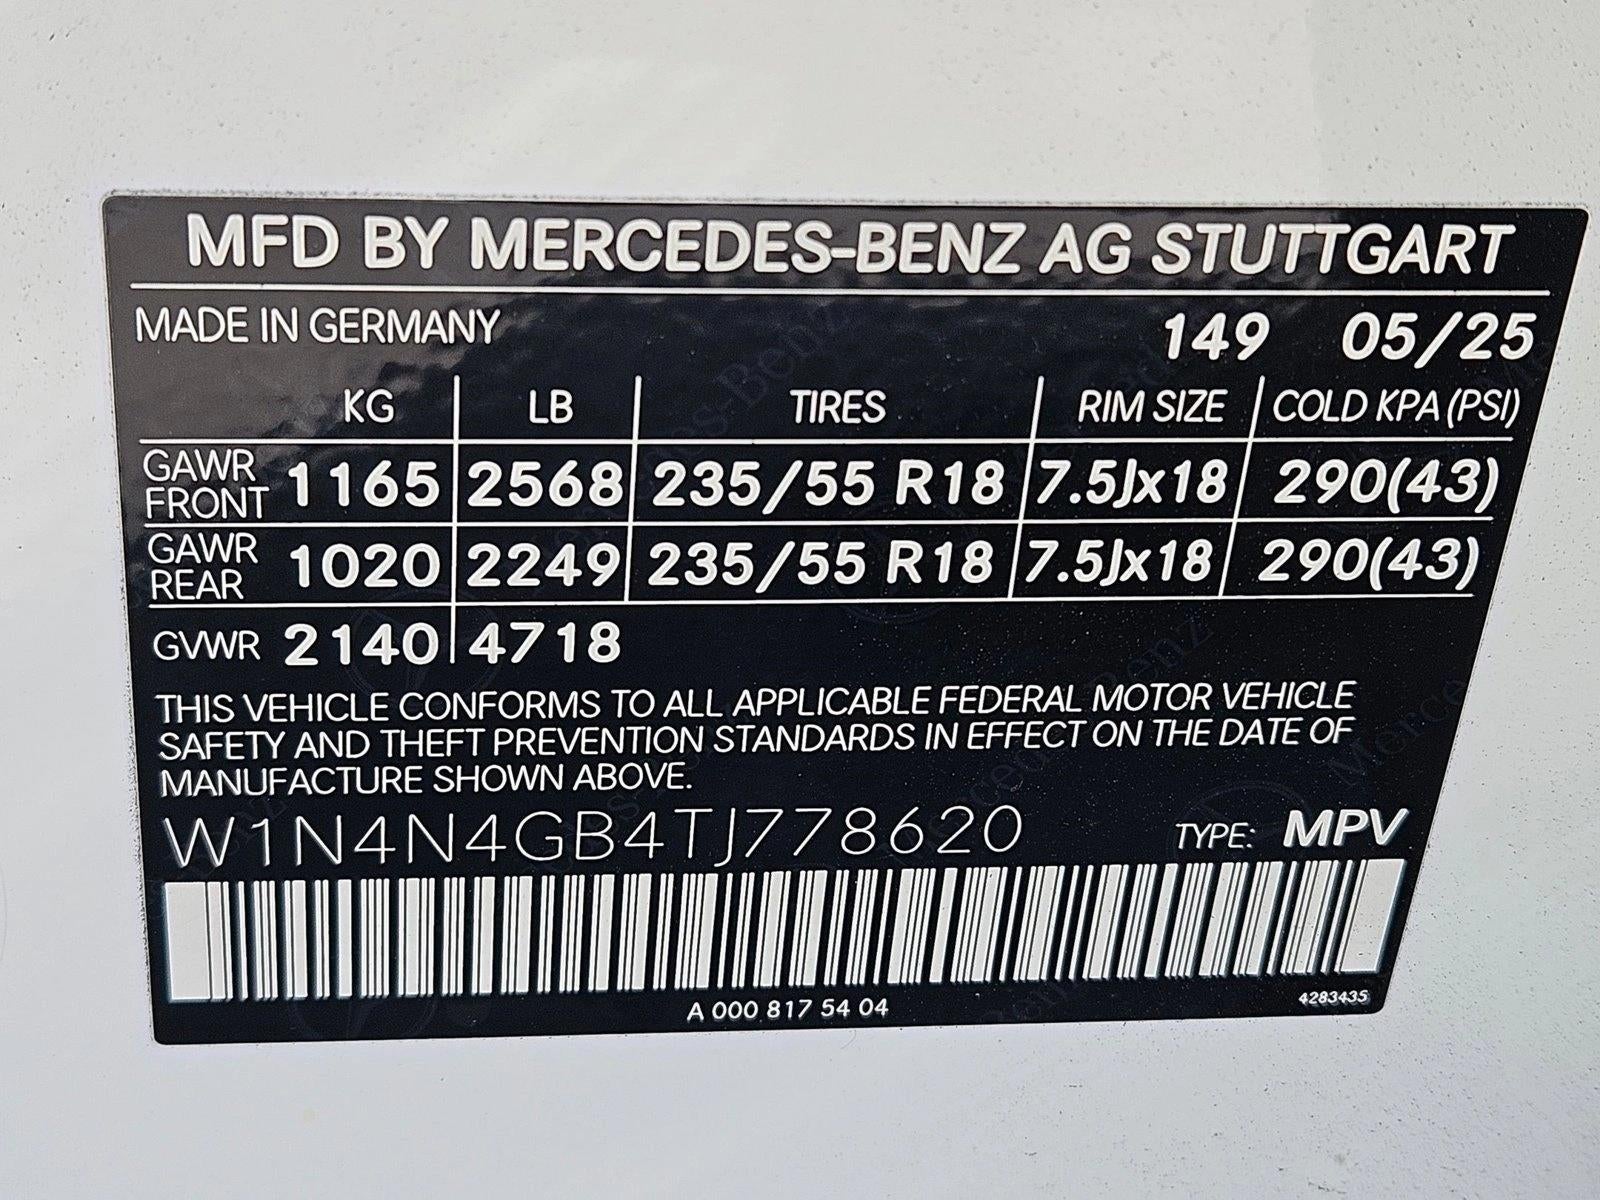 MFD BY MERCEDES-BENZ AG STUTTGART
MADE IN GERMANY 149 05/25
KG LB TIRES RIM SIZE COLD KPA (PSI)
GAWR FRONT 1165 2568 235/55 R18 7.5Jx18 290(43)
GAWR REAR 1020 2249 235/55 R18 7.5Jx18 290(43)
GVWR 2140 4718
THIS VEHICLE CONFORMS TO ALL APPLICABLE FEDERAL MOTOR VEHICLE
SAFETY AND THEFT PREVENTION STANDARDS IN EFFECT ON THE DATE OF
MANUFACTURE SHOWN ABOVE.
W1N4N4GB4TJ778620 TYPE: MPV
A 000 817 54 04 4283435